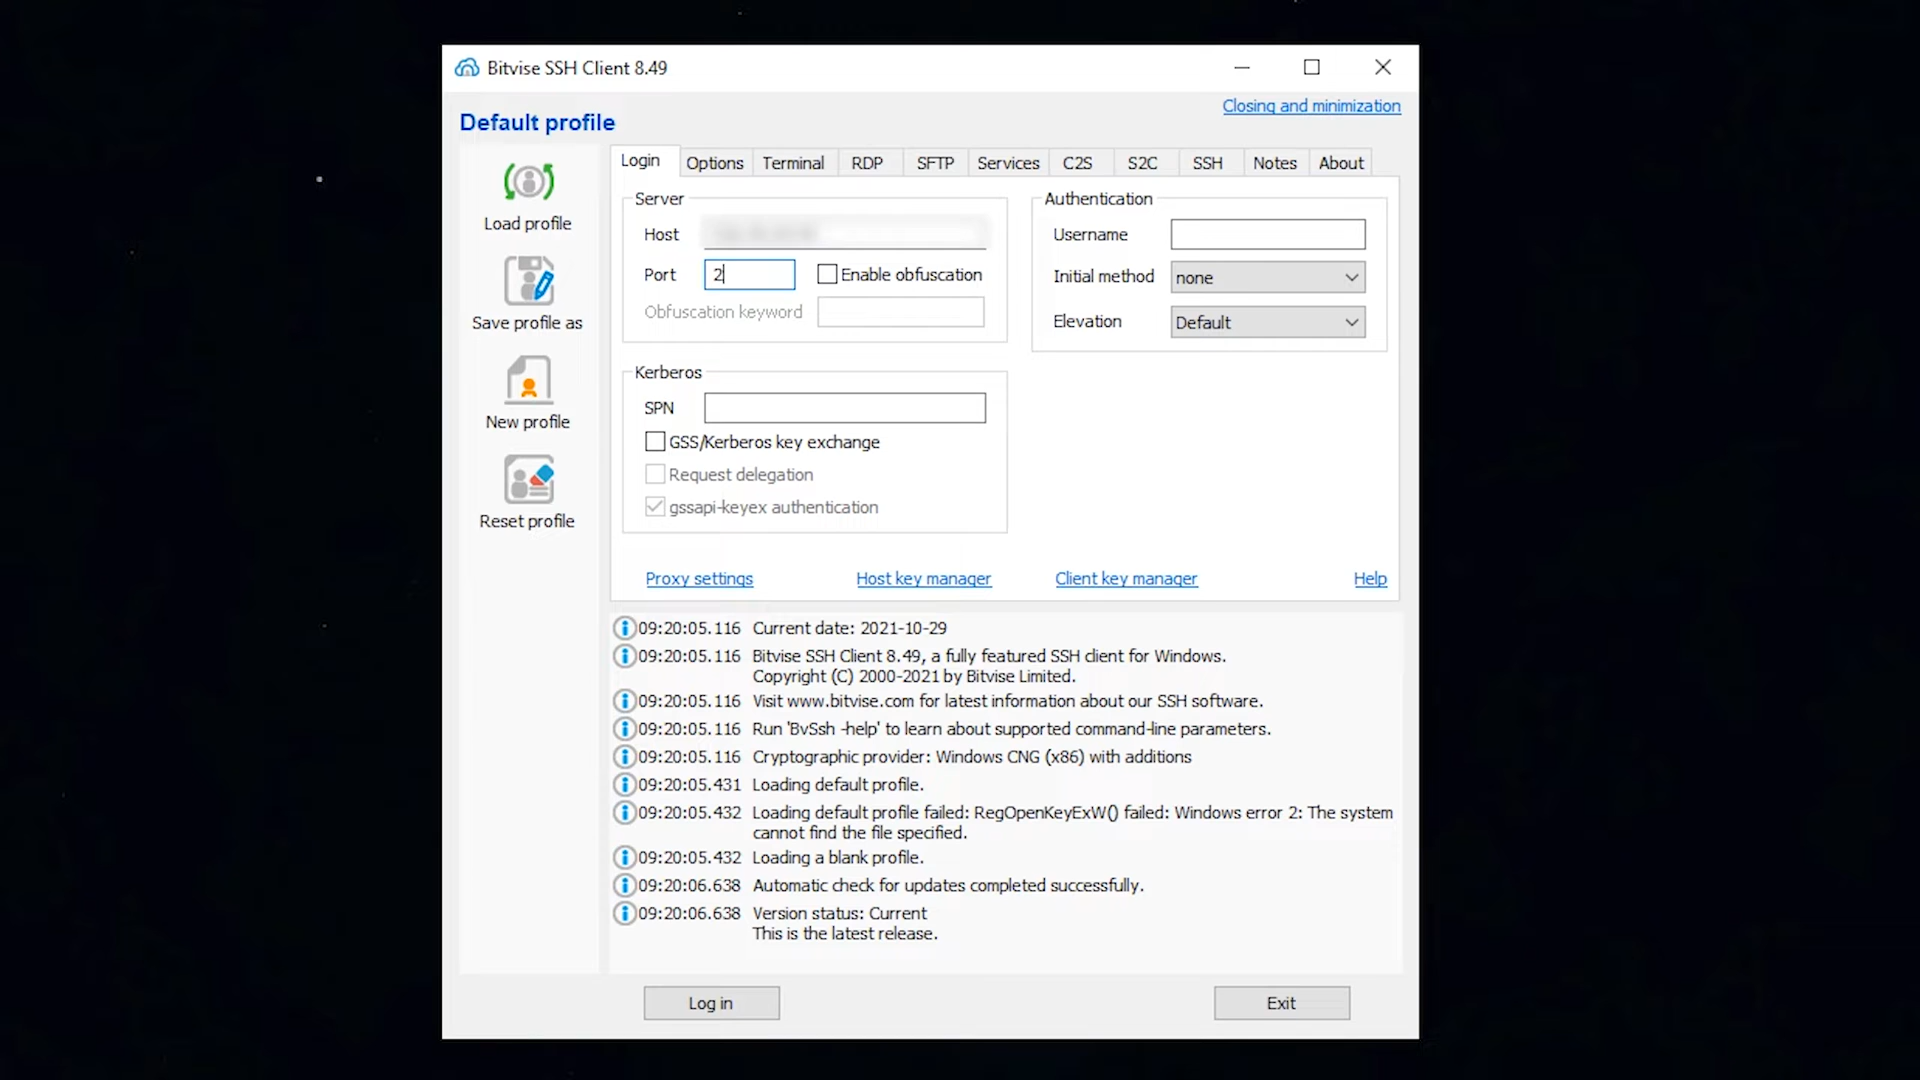 Bitvise SSH Client 8.49
Closing and minimization
Default profile
Load profile
Save profile as
New profile
Reset profile
Login Options Terminal RDP SFTP Services C2S S2C SSH Notes About
Server
Host
Port 2 Enable obfuscation
Obfuscation keyword
Authentication
Username
Initial method none
Elevation Default
Kerberos
SPN
GSS/Kerberos key exchange
Request delegation
gssapi-keyex authentication
Proxy settings Host key manager Client key manager Help
09:20:05.116 Current date: 2021-10-29
09:20:05.116 Bitvise SSH Client 8.49, a fully featured SSH client for Windows.
Copyright (C) 2000-2021 by Bitvise Limited.
09:20:05.116 Visit www.bitvise.com for latest information about our SSH software.
09:20:05.116 Run 'BvSsh -help' to learn about supported command-line parameters.
09:20:05.116 Cryptographic provider: Windows CNG (x86) with additions
09:20:05.431 Loading default profile.
09:20:05.432 Loading default profile failed: RegOpenKeyExW() failed: Windows error 2: The system
cannot find the file specified.
09:20:05.432 Loading a blank profile.
09:20:06.638 Automatic check for updates completed successfully.
09:20:06.638 Version status: Current
This is the latest release.
Log in Exit